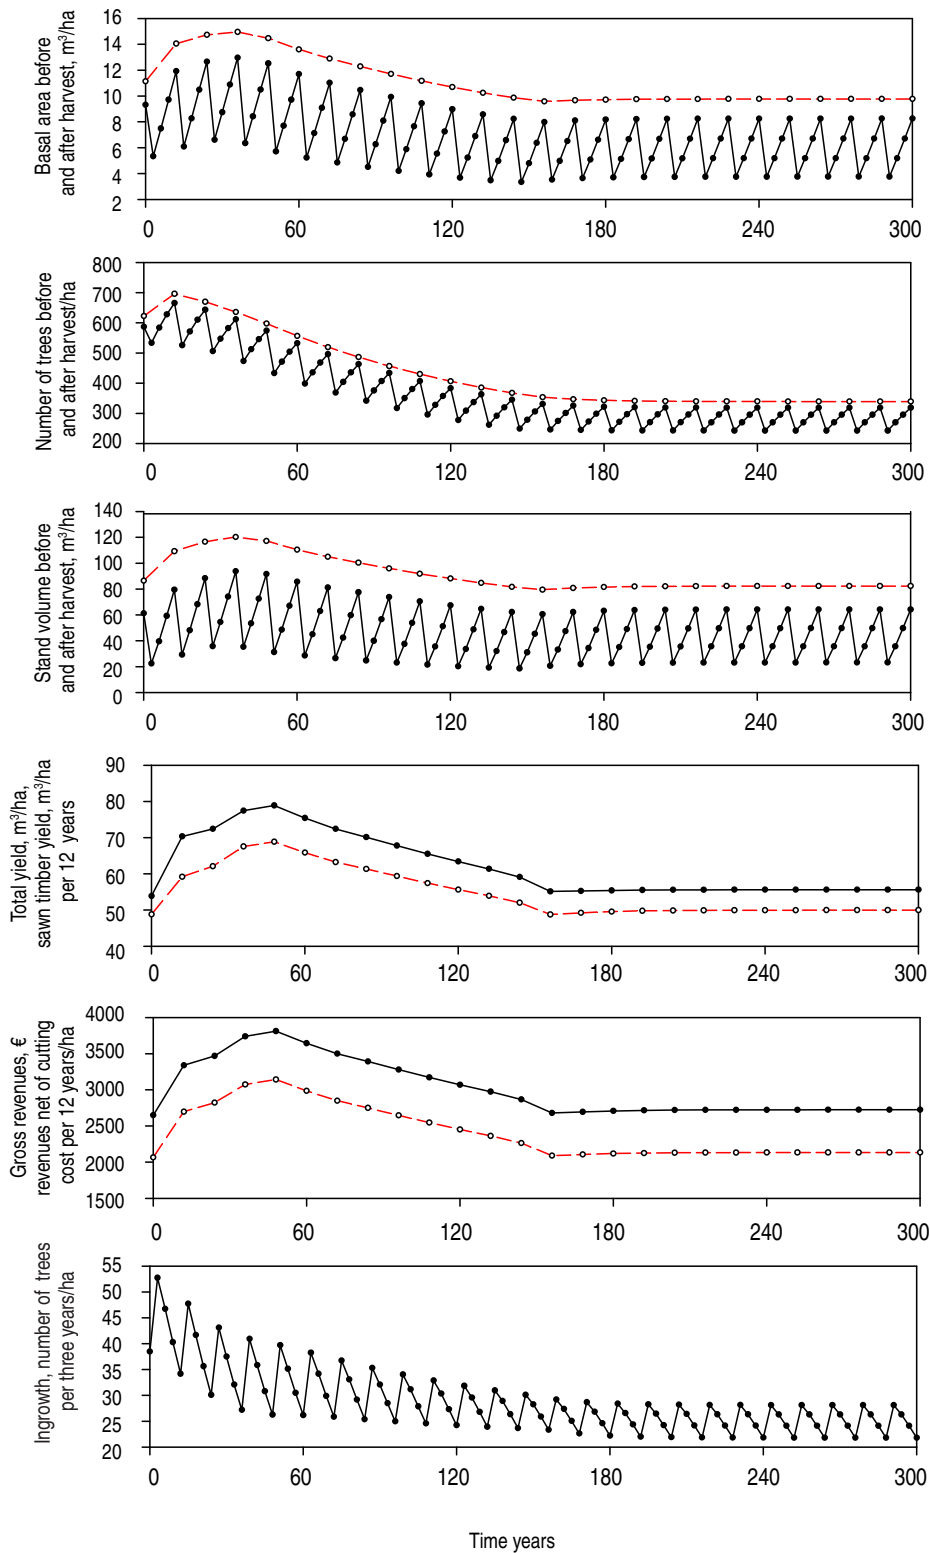 Basal area before
and after harvest, m³/ha
16
14
12
10
8
6
4
2
0 60 120 180 240 300
Number of trees before
and after harvest/ha
800
700
600
500
400
300
200
0 60 120 180 240 300
Stand volume before
and after harvest, m³/ha
140
120
100
80
60
40
20
0
0 60 120 180 240 300
Total yield, m³/ha,
sawn timber yield, m³/ha
per 12 years
90
80
70
60
50
40
0 60 120 180 240 300
Gross revenues, €
revenues net of cutting
cost per 12 years/ha
4000
3500
3000
2500
2000
1500
0 60 120 180 240 300
Ingrowth, number of trees
per three years/ha
55
50
45
40
35
30
25
20
0 60 120 180 240 300
Time years